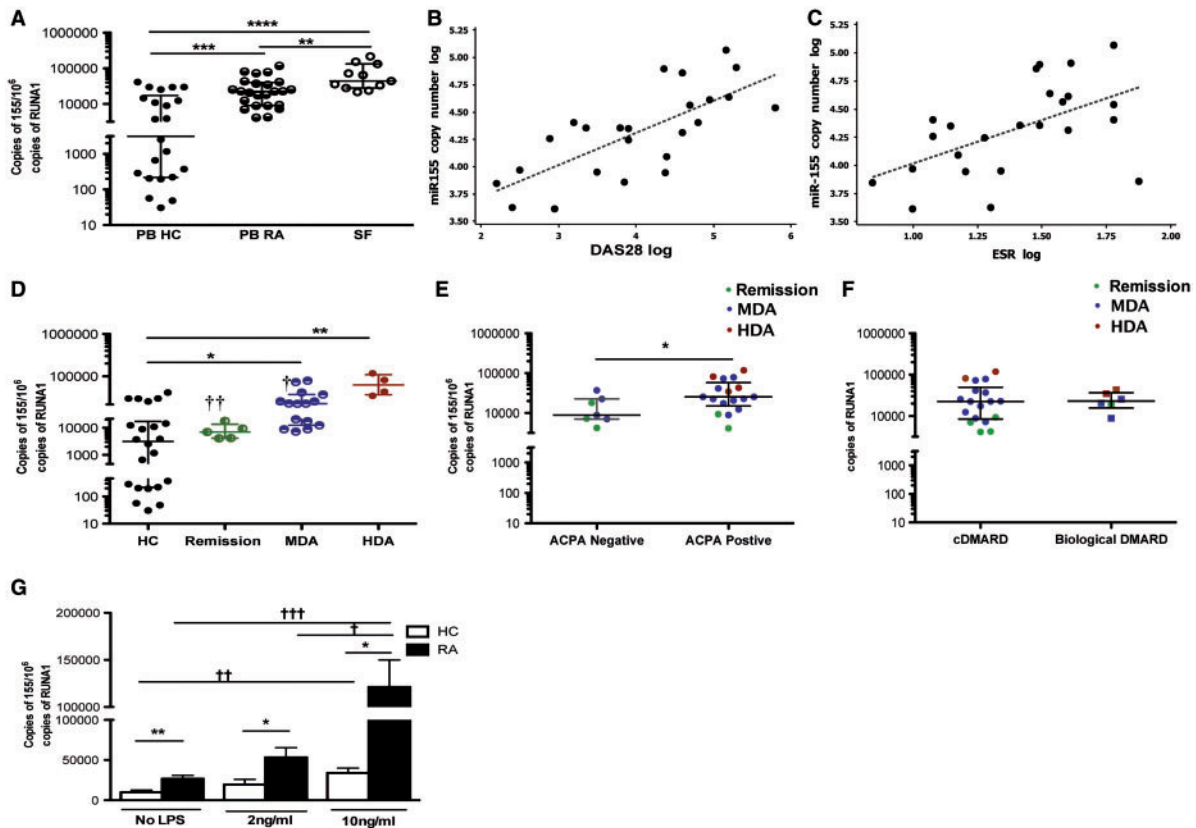 A
Copies of 155/10⁶
copies of RUNA1
1000000
100000
10000
1000
100
10
****
***
**
PB HC
PB RA
SF
B
miR155 copy number log
5.25
5.00
4.75
4.50
4.25
4.00
3.75
3.50
2
3
4
5
6
DAS28 log
C
miR-155 copy number log
5.25
5.00
4.75
4.50
4.25
4.00
3.75
3.50
1.00
1.25
1.50
1.75
2.00
ESR log
D
Copies of 155/10⁶
copies of RUNA1
1000000
100000
10000
1000
100
10
**
*
†
††
HC
Remission
MDA
HDA
E
Remission
MDA
HDA
Copies of 155/10⁶
copies of RUNA1
1000000
100000
10000
1000
100
10
*
ACPA Negative
ACPA Postive
F
Remission
MDA
HDA
copies of RUNA1
1000000
100000
10000
1000
100
10
cDMARD
Biological DMARD
G
Copies of 155/10⁶
copies of RUNA1
200000
150000
100000
100000
50000
0
†††
†
*
††
**
*
HC
RA
No LPS
2ng/ml
10ng/ml